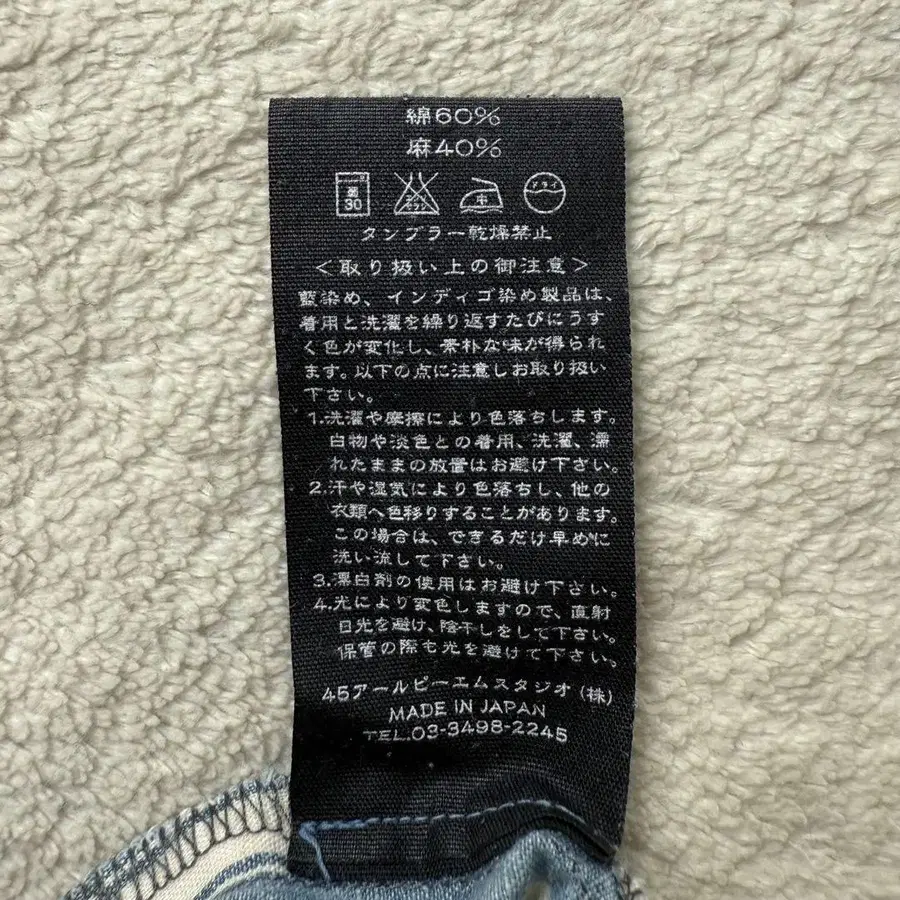 綿60%
麻40%
弱 30 エンソ サラシ 中 ドライ
タンブラー乾燥禁止
＜取り扱い上の御注意＞
藍染め、インディゴ染め製品は、
着用と洗濯を繰り返すたびにうす
く色が変化し、素朴な味が得られ
ます。以下の点に注意しお取り扱い
下さい。
1.洗濯や摩擦により色落ちします。
白物や淡色との着用、洗濯、濡
れたままの放置はお避け下さい。
2.汗や湿気により色落ちし、他の
衣類へ色移りすることがあります。
この場合は、できるだけ早めに
洗い流して下さい。
3.漂白剤の使用はお避け下さい。
4.光により変色しますので、直射
日光を避け、陰干しをして下さい。
保管の際も光を避けて下さい。
45アールピーエムスタジオ(株)
MADE IN JAPAN
TEL.03-3498-2245